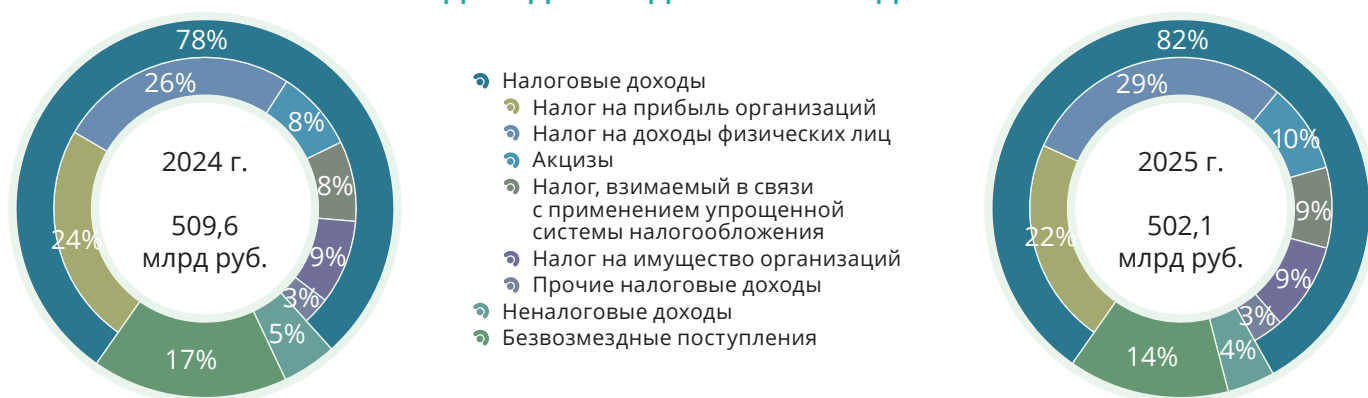 78%
26%
8%
8%
9%
3%
5%
17%
24%
2024 г.
509,6
млрд руб.
Налоговые доходы
Налог на прибыль организаций
Налог на доходы физических лиц
Акцизы
Налог, взимаемый в связи
с применением упрощенной
системы налогообложения
Налог на имущество организаций
Прочие налоговые доходы
Неналоговые доходы
Безвозмездные поступления
82%
29%
10%
9%
9%
3%
4%
14%
22%
2025 г.
502,1
млрд руб.